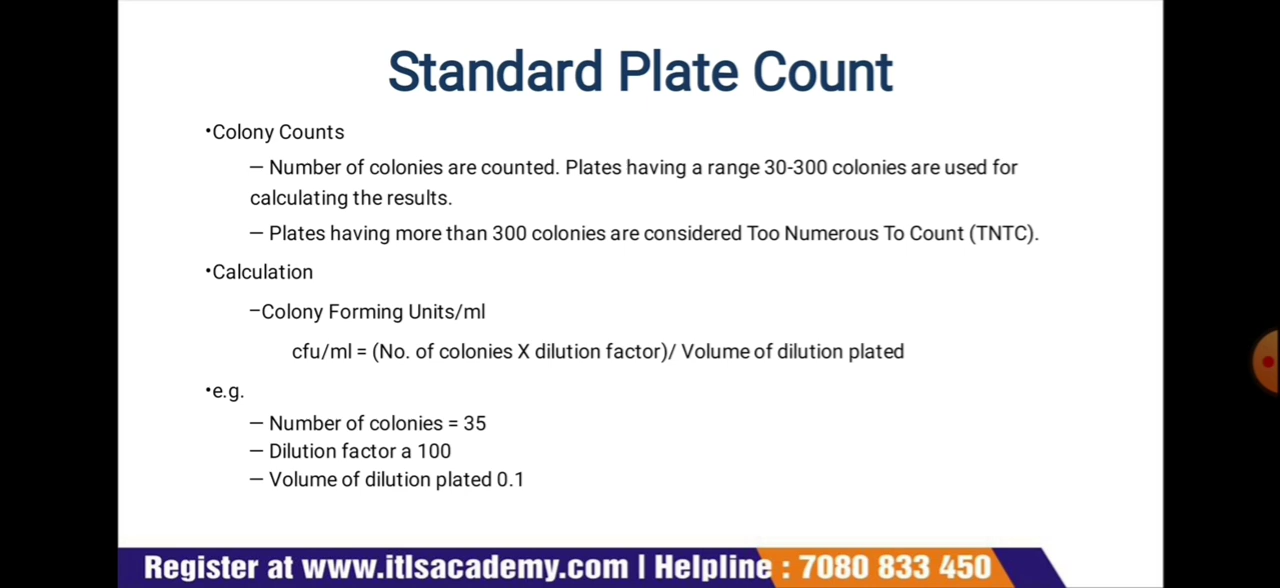 Standard Plate Count
•Colony Counts
– Number of colonies are counted. Plates having a range 30-300 colonies are used for
calculating the results.
– Plates having more than 300 colonies are considered Too Numerous To Count (TNTC).
•Calculation
–Colony Forming Units/ml
cfu/ml = (No. of colonies X dilution factor)/ Volume of dilution plated
•e.g.
– Number of colonies = 35
– Dilution factor a 100
– Volume of dilution plated 0.1
Register at www.itlsacademy.com | Helpline : 7080 833 450